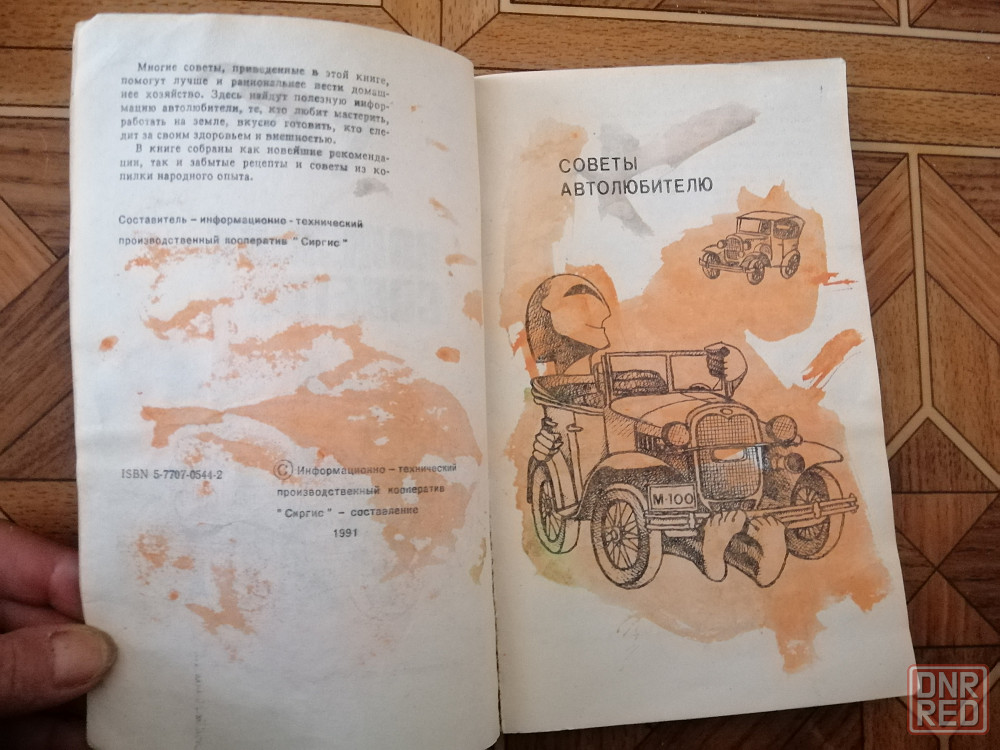 Многие советы, приведенные в этой книге,
помогут лучше и рациональнее вести домаш-
нее хозяйство. Здесь найдут полезную инфор-
мацию автолюбители, те, кто любит мастерить,
работать на земле, вкусно готовить, кто сле-
дит за своим здоровьем и внешностью.
В книге собраны как новейшие рекоменда-
ции, так и забытые рецепты и советы из ко-
пилки народного опыта.
Составитель – информационно - технический
производственный кооператив "Сиргис"
ISBN 5-7707-0544-2
© Информационно – технический
производственный кооператив
"Сиргис" – составление
1991
СОВЕТЫ
АВТОЛЮБИТЕЛЮ
М-100
DNR
RED